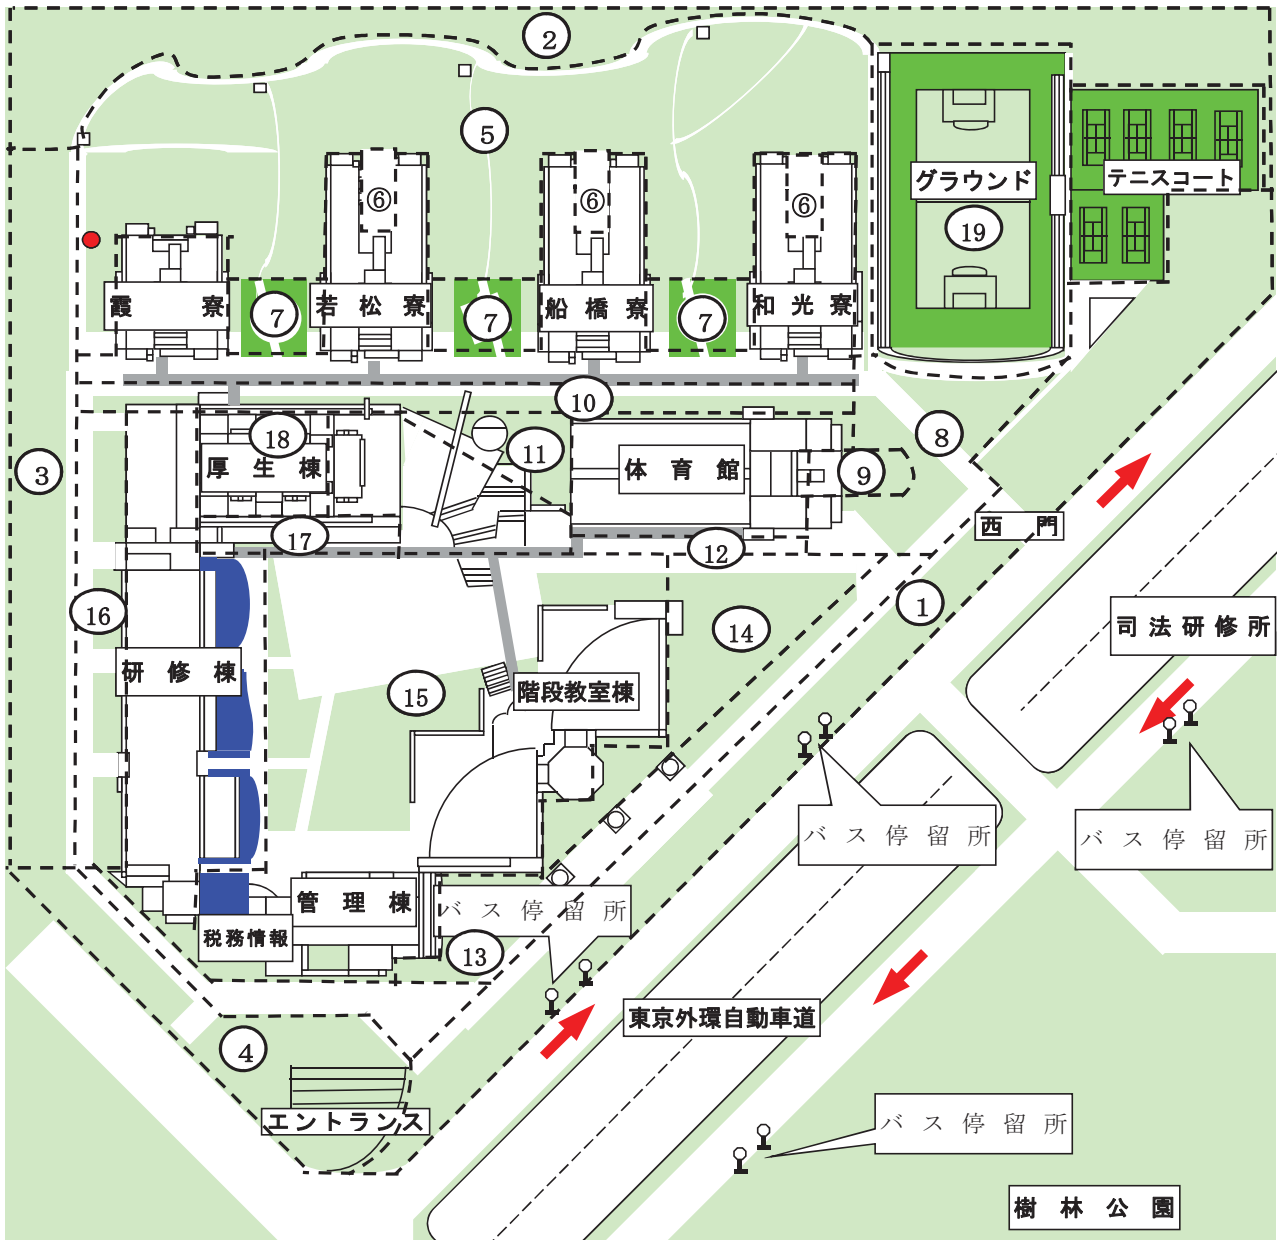 ②
⑤
⑥
⑥
⑥
グラウンド
テニスコート
⑲
霞寮
⑦
若松寮
⑦
船橋寮
⑦
和光寮
⑩
⑱
⑪
⑧
③
厚生棟
体育館
⑨
西門
⑰
⑫
①
⑯
⑭
司法研修所
研修棟
⑮
階段教室棟
バス停留所
バス停留所
管理棟
バス停留所
税務情報
⑬
東京外環自動車道
④
エントランス
バス停留所
樹林公園